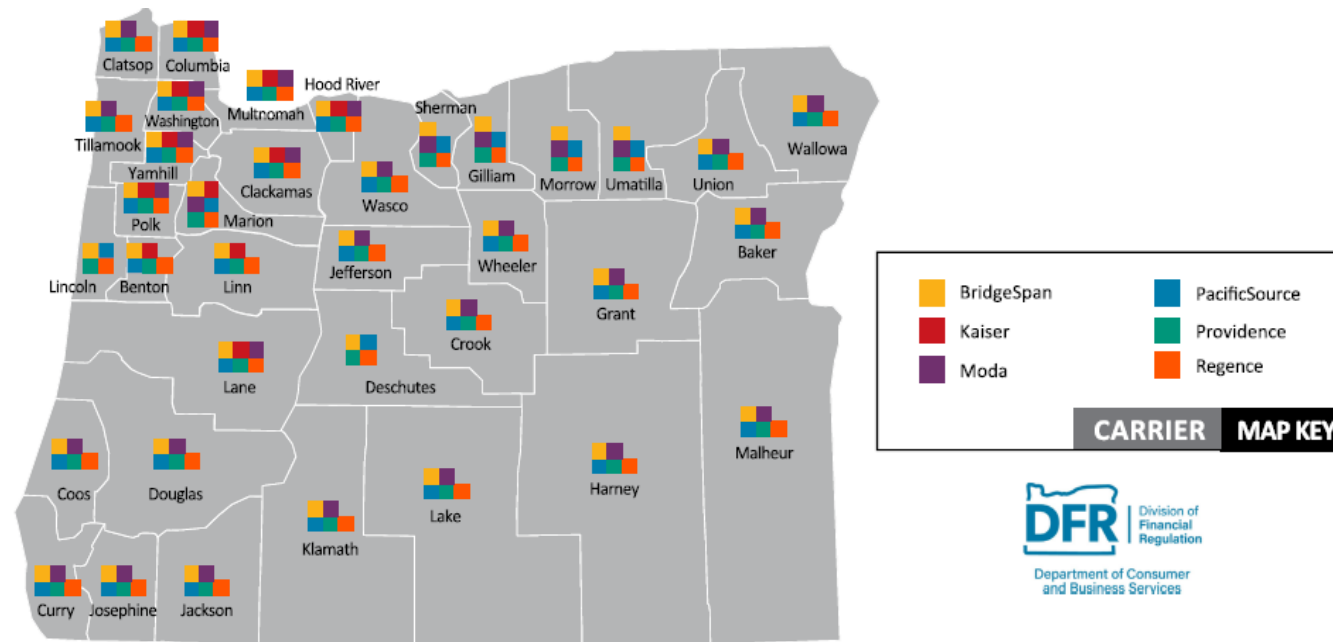 Clatsop
Columbia
Hood River
Washington
Multnomah
Sherman
Tillamook
Wallowa
Yamhill
Clackamas
Gilliam
Morrow
Umatilla
Union
Wasco
Polk
Marion
Baker
Jefferson
Wheeler
Lincoln
Benton
Linn
Grant
Crook
Lane
Deschutes
Malheur
Coos
Douglas
Harney
Lake
Klamath
Curry
Josephine
Jackson
BridgeSpan
PacificSource
Kaiser
Providence
Moda
Regence
CARRIER MAP KEY
DFR
Division of
Financial
Regulation
Department of Consumer
and Business Services